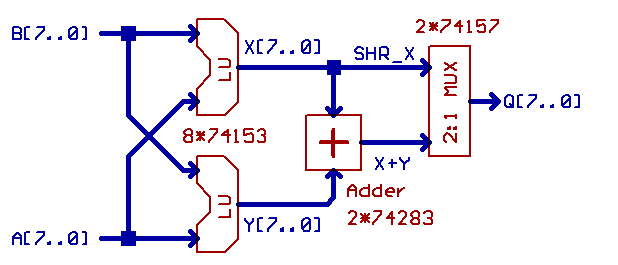 2*74157
B[7..0]
X[7..0]
SHR_X
LU
2:1 MUX
Q[7..0]
8*74153
+
X+Y
Adder
LU
2*74283
Y[7..0]
A[7..0]